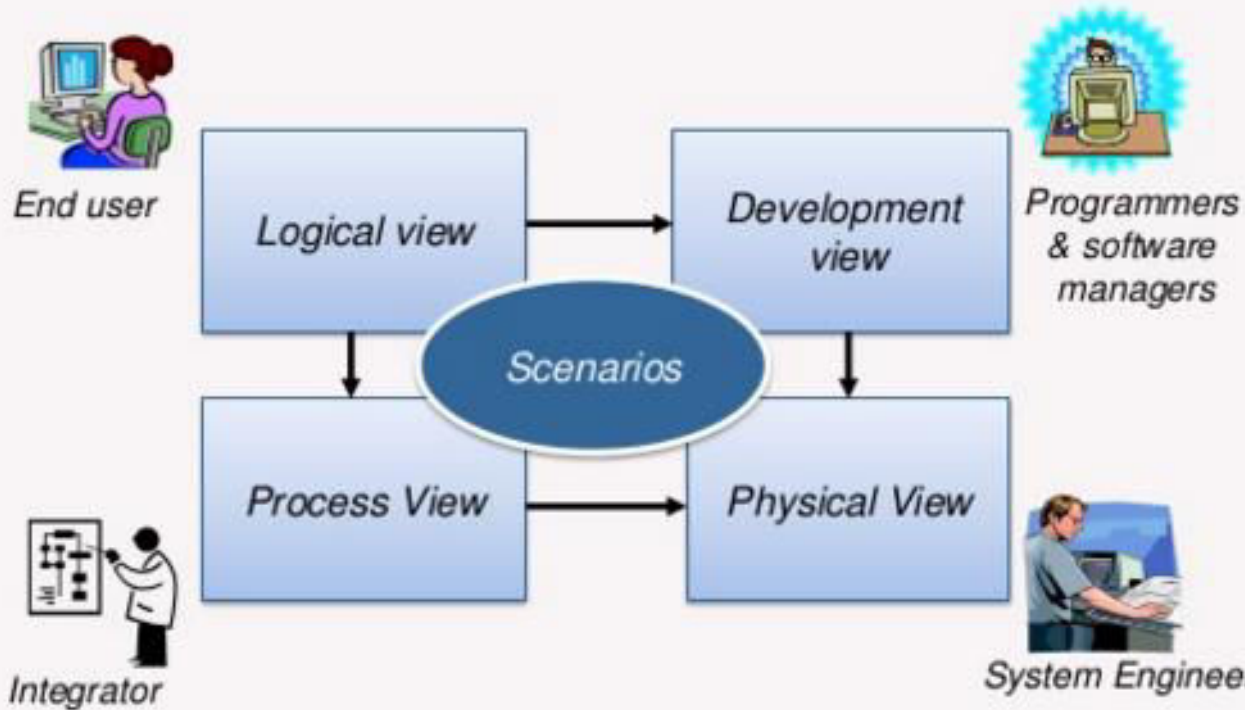 End user
Logical view
Development
view
Programmers
& software
managers
Scenarios
Process View
Physical View
Integrator
System Enginee